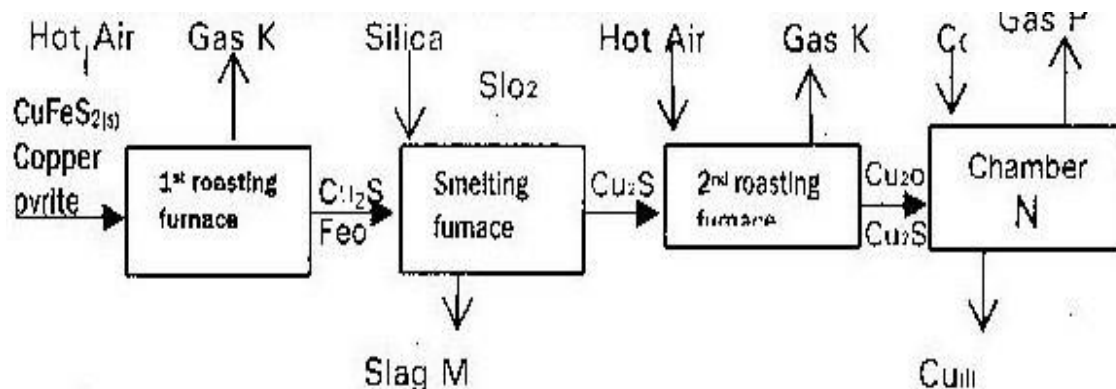 Hot Air
Gas K
Silica
Hot Air
Gas K
Gas P
Slo2
CuFeS2(s)
Copper
pyrite
1st roasting
furnace
Cu2S
Feo
Smelting
furnace
Cu2S
2nd roasting
furnace
Cu2o
Cu2S
Chamber
N
Slag M